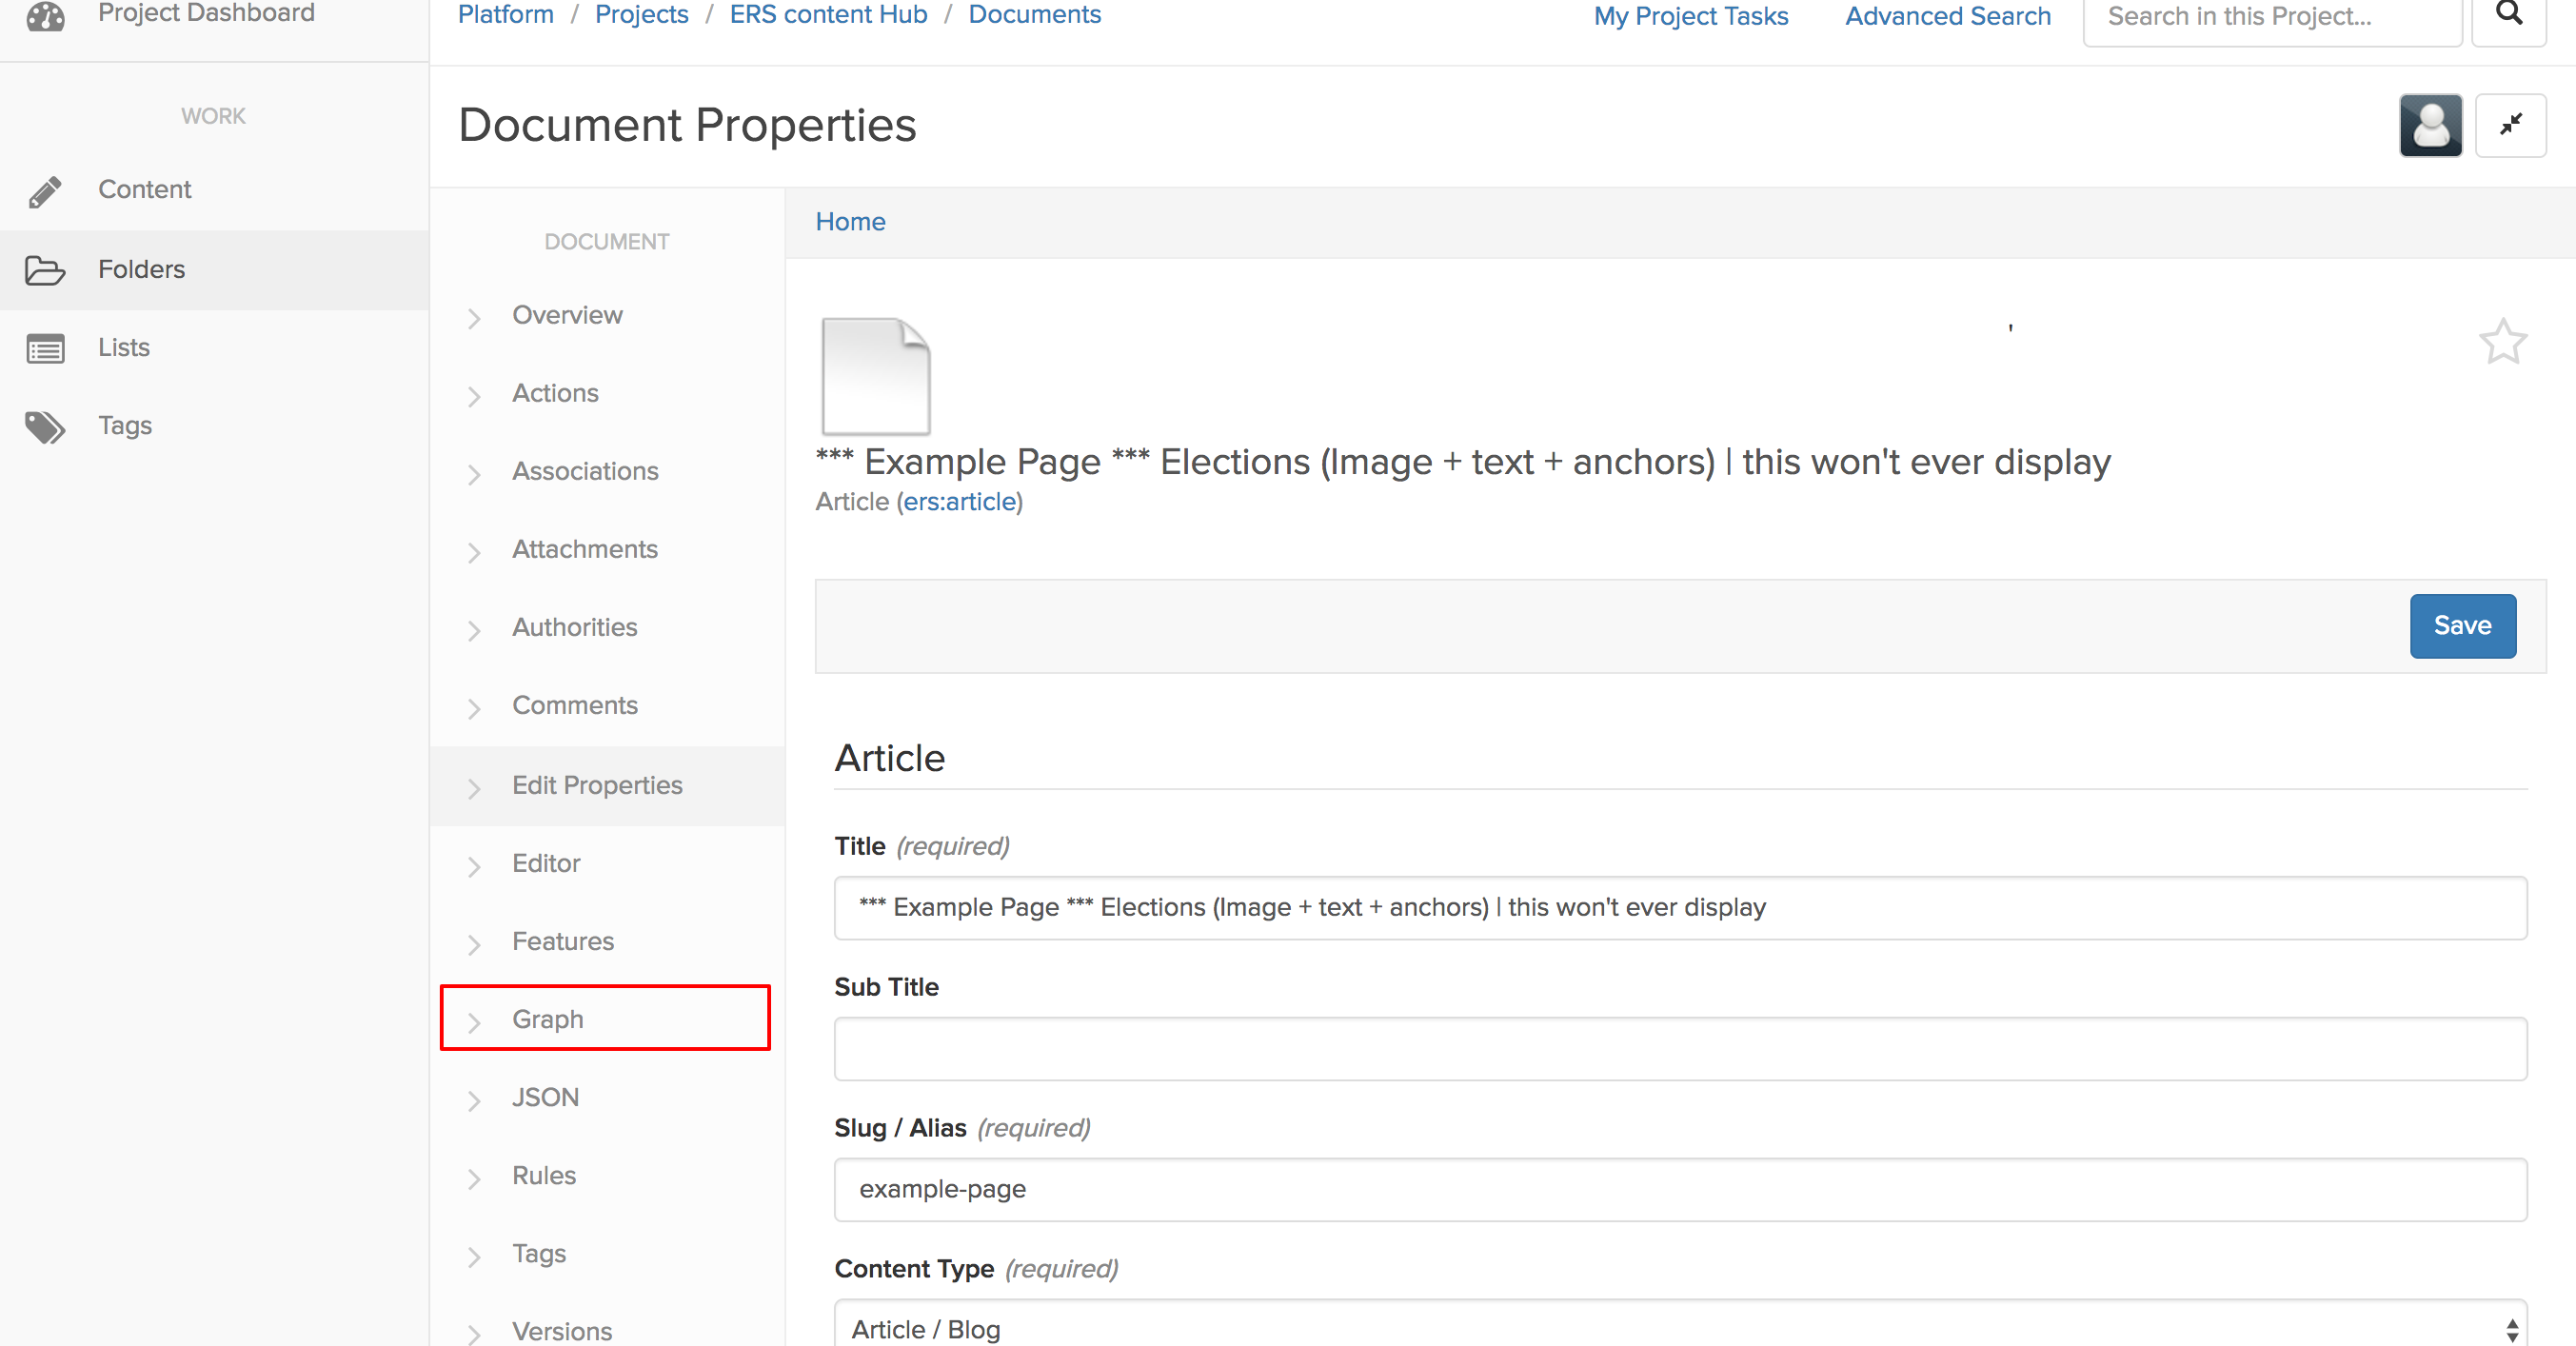 Project Dashboard
Platform / Projects / ERS content Hub / Documents
My Project Tasks
Advanced Search
Search in this Project...
WORK
Content
Folders
Lists
Tags
Document Properties
DOCUMENT
Overview
Actions
Associations
Attachments
Authorities
Comments
Edit Properties
Editor
Features
Graph
JSON
Rules
Tags
Versions
Home
'
*** Example Page *** Elections (Image + text + anchors) | this won't ever display
Article (ers:article)
Save
Article
Title (required)
*** Example Page *** Elections (Image + text + anchors) | this won't ever display
Sub Title
Slug / Alias (required)
example-page
Content Type (required)
Article / Blog